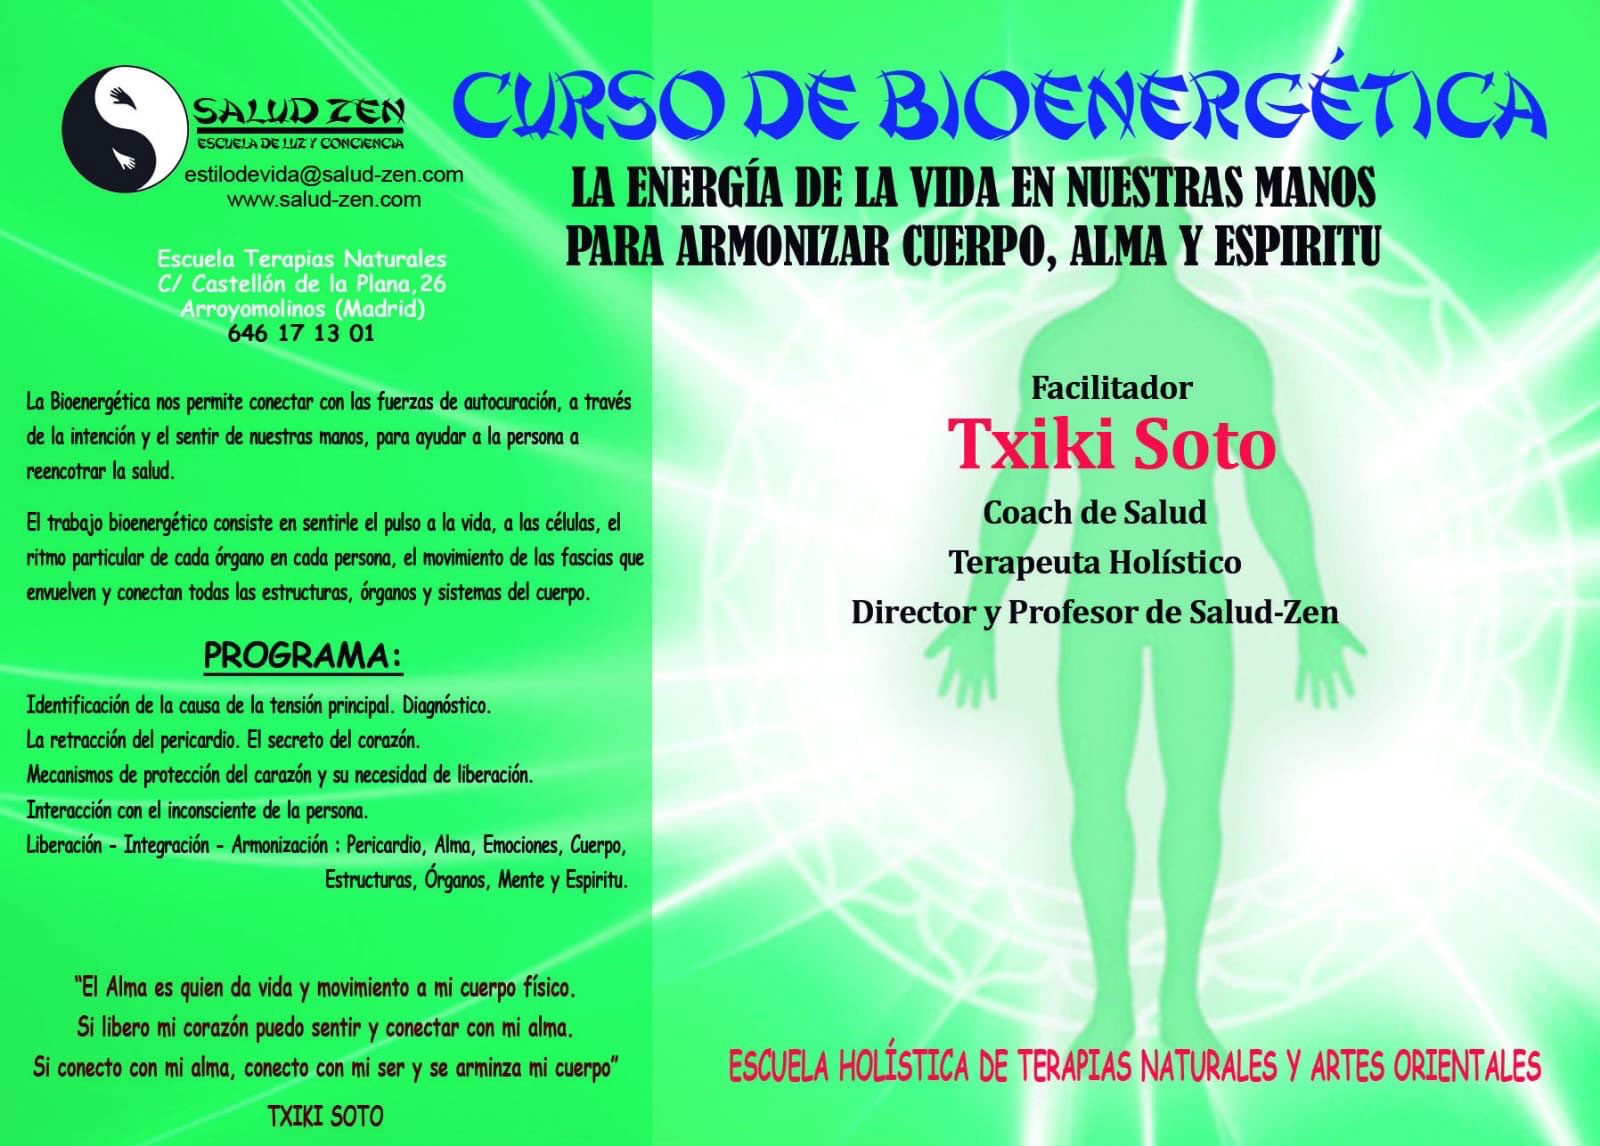 SALUD ZEN
ESCUELA DE LUZ Y CONCIENCIA
estilodevida@salud-zen.com
www.salud-zen.com
Escuela Terapias Naturales
C/ Castellón de la Plana,26
Arroyomolinos (Madrid)
646 17 13 01
La Bioenergética nos permite conectar con las fuerzas de autocuración, a través
de la intención y el sentir de nuestras manos, para ayudar a la persona a
reencotrar la salud.
El trabajo bioenergético consiste en sentirle el pulso a la vida, a las células, el
ritmo particular de cada órgano en cada persona, el movimiento de las fascias que
envuelven y conectan todas las estructuras, órganos y sistemas del cuerpo.
PROGRAMA:
Identificación de la causa de la tensión principal. Diagnóstico.
La retracción del pericardio. El secreto del corazón.
Mecanismos de protección del carazón y su necesidad de liberación.
Interacción con el inconsciente de la persona.
Liberación - Integración - Armonización : Pericardio, Alma, Emociones, Cuerpo,
Estructuras, Órganos, Mente y Espiritu.
“El Alma es quien da vida y movimiento a mi cuerpo físico.
Si libero mi corazón puedo sentir y conectar con mi alma.
Si conecto con mi alma, conecto con mi ser y se arminza mi cuerpo”
TXIKI SOTO
CURSO DE BIOENERGÉTICA
LA ENERGÍA DE LA VIDA EN NUESTRAS MANOS
PARA ARMONIZAR CUERPO, ALMA Y ESPIRITU
Facilitador
Txiki Soto
Coach de Salud
Terapeuta Holístico
Director y Profesor de Salud-Zen
ESCUELA HOLÍSTICA DE TERAPIAS NATURALES Y ARTES ORIENTALES